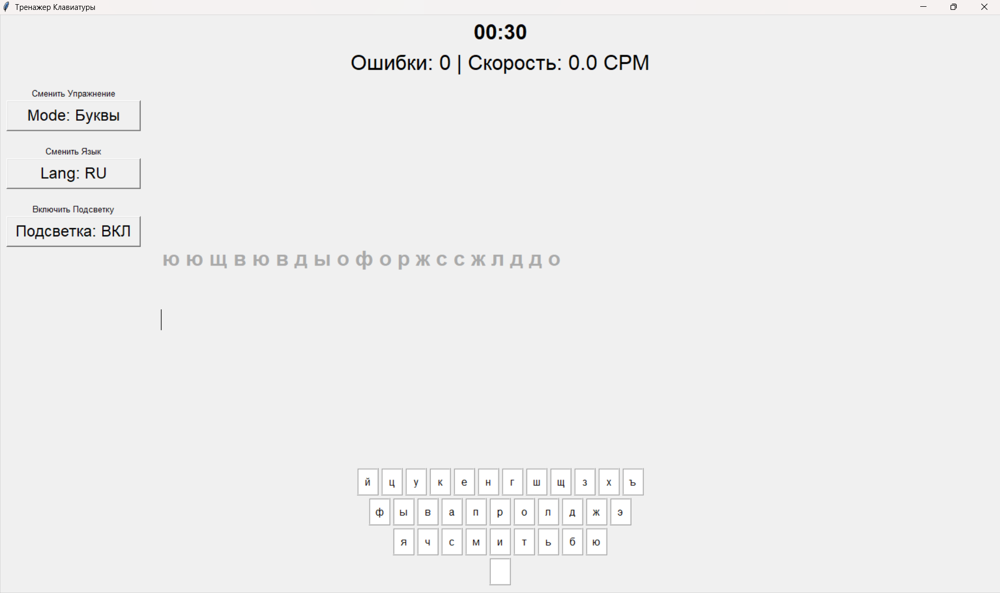 Тренажер Клавиатуры
00:30
Ошибки: 0 | Скорость: 0.0 CPM
Сменить Упражнение
Mode: Буквы
Сменить Язык
Lang: RU
Включить Подсветку
Подсветка: ВКЛ
ю ю щ в ю в д ы о ф о р ж с с ж л д д о
й ц у к е н г ш щ з х ъ
ф ы в а п р о л д ж э
я ч с м и т ь б ю